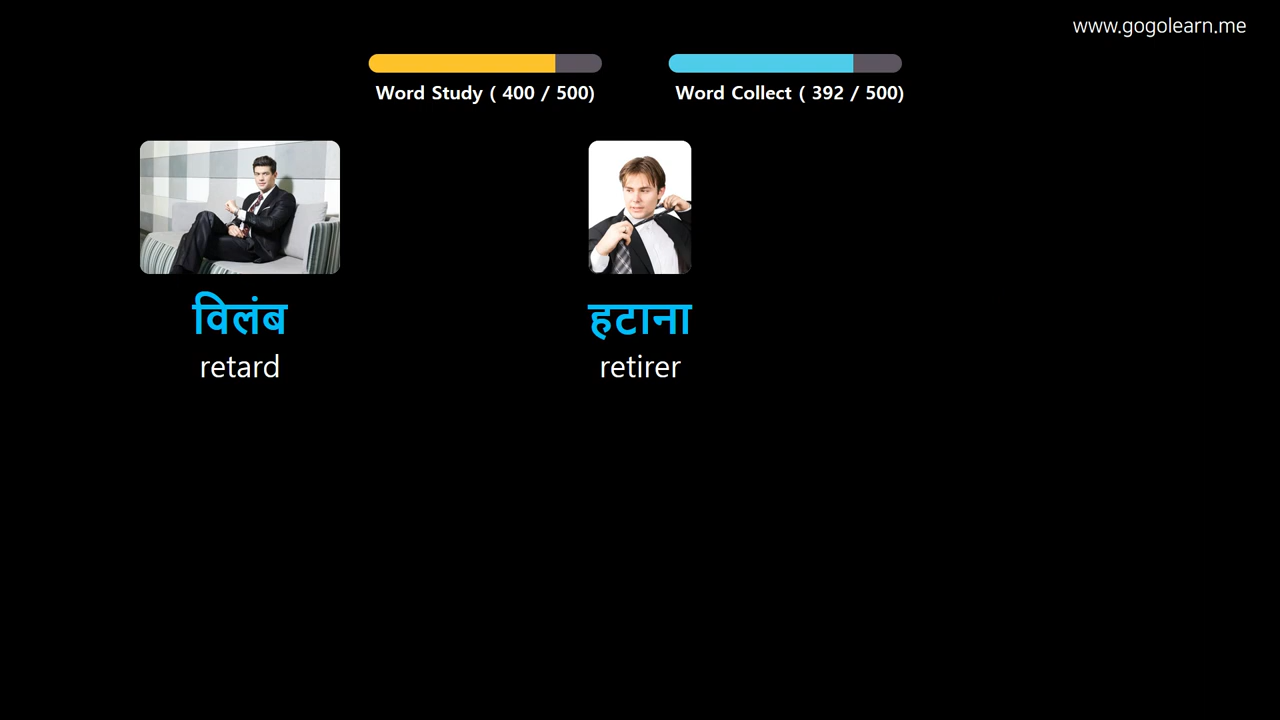 www.gogolearn.me
Word Study ( 400 / 500)
Word Collect ( 392 / 500)
विलंब
retard
हटाना
retirer